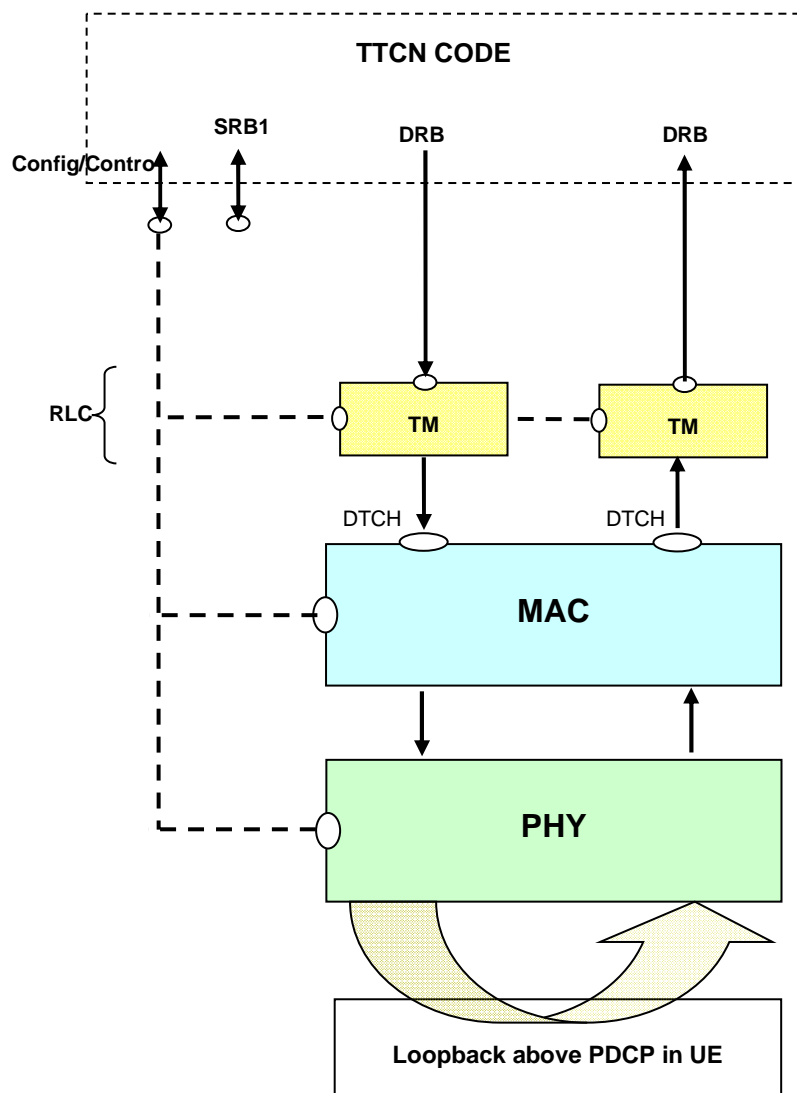 TTCN CODE
SRB1
DRB
DRB
Config/Contro
RLC
TM
TM
DTCH
DTCH
MAC
PHY
Loopback above PDCP in UE